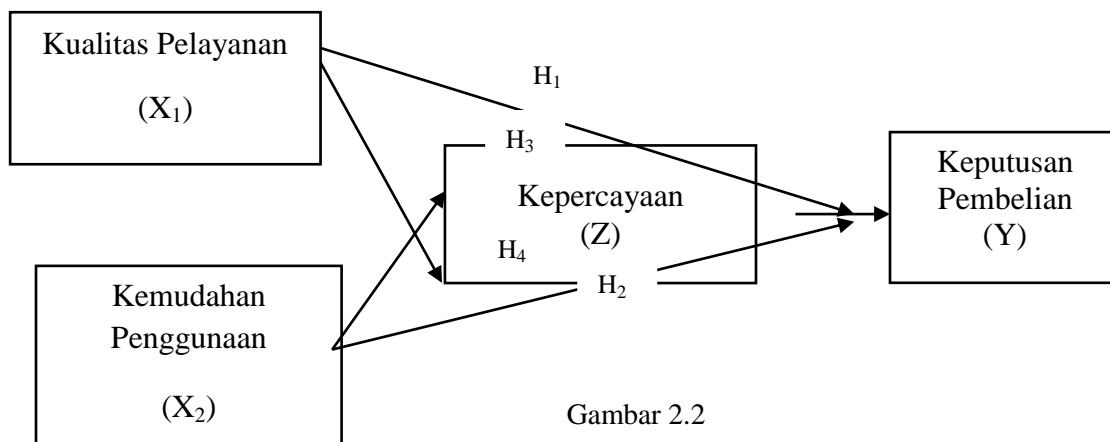 Kualitas Pelayanan
(X₁)
H₁
H₃
Kepercayaan
(Z)
H₄
H₂
Keputusan
Pembelian
(Y)
Kemudahan
Penggunaan
(X₂)
Gambar 2.2